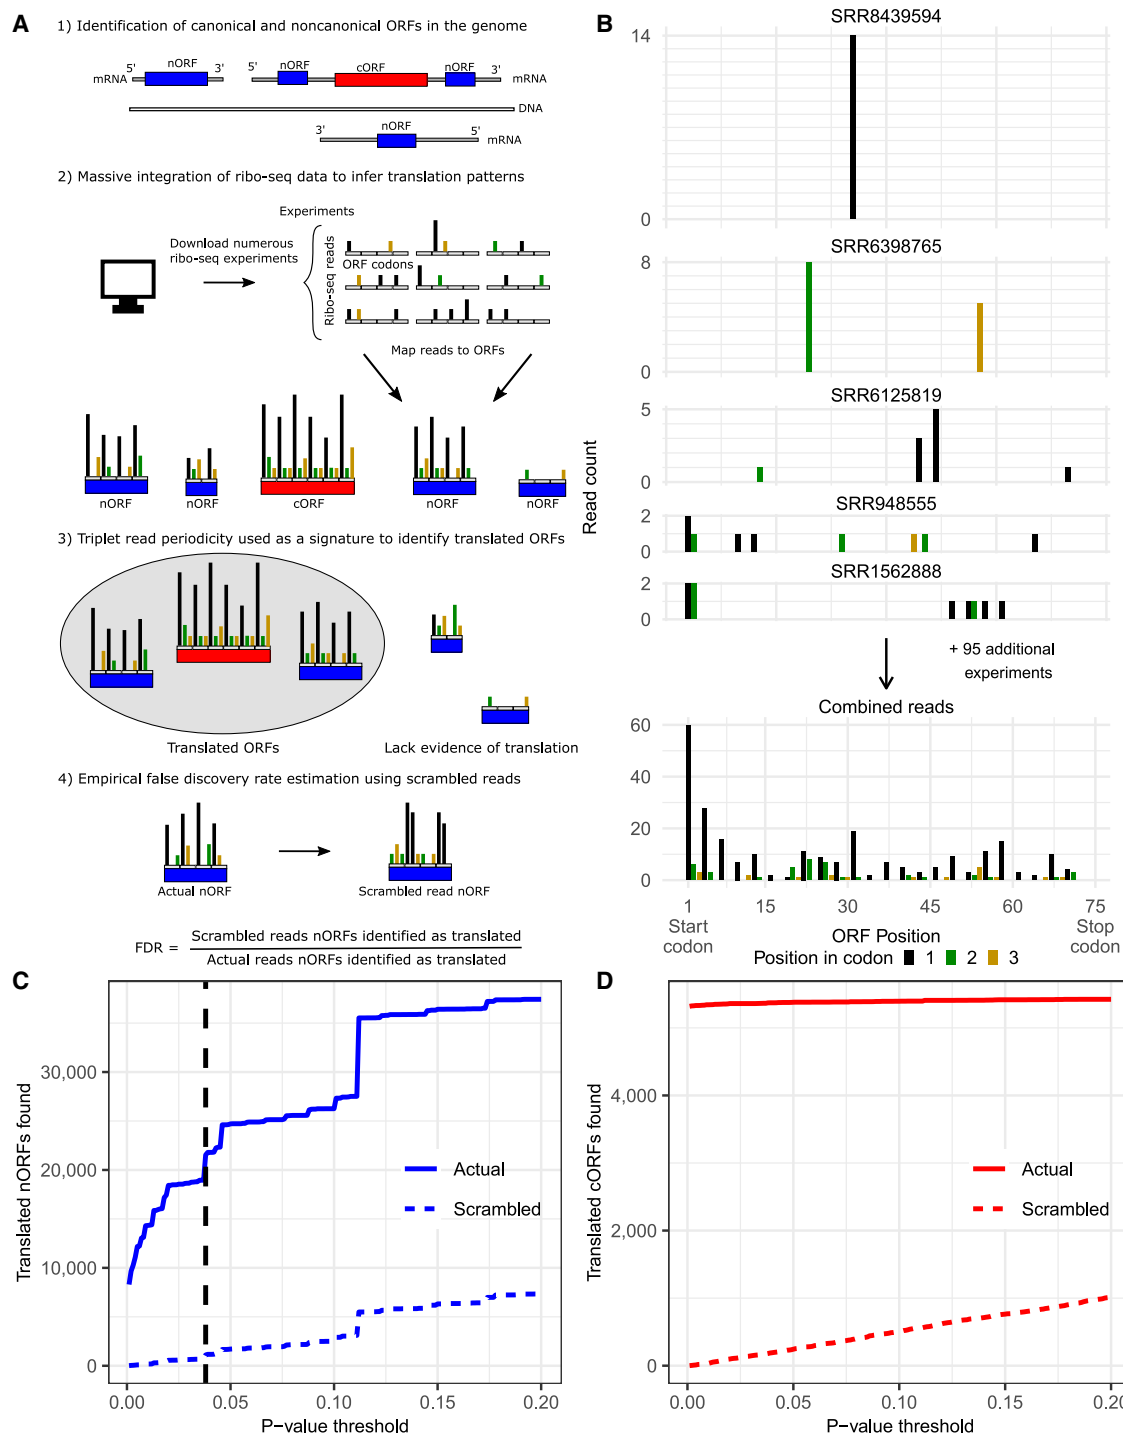 A
1) Identification of canonical and noncanonical ORFs in the genome
5' nORF 3' nORF cORF nORF 3'
mRNA mRNA
DNA
3' nORF 5'
mRNA
2) Massive integration of ribo-seq data to infer translation patterns
Experiments
Download numerous
ribo-seq experiments
Ribo-seq reads
ORF codons
Map reads to ORFs
nORF nORF cORF nORF nORF
3) Triplet read periodicity used as a signature to identify translated ORFs
Translated ORFs Lack evidence of translation
4) Empirical false discovery rate estimation using scrambled reads
Actual nORF Scrambled read nORF
FDR = Scrambled reads nORFs identified as translated
Actual reads nORFs identified as translated
B
SRR8439594
14
0
SRR6398765
8
0
SRR6125819
5
0
SRR948555
2
1
0
SRR1562888
2
0
Read count
+ 95 additional
experiments
Combined reads
60
40
20
0
1 15 30 45 60 75
Start
codon
Stop
codon
ORF Position
Position in codon 1 2 3
C
Translated nORFs found
30,000
20,000
10,000
0
Actual
Scrambled
0.00 0.05 0.10 0.15 0.20
P-value threshold
D
Translated cORFs found
4,000
2,000
0
Actual
Scrambled
0.00 0.05 0.10 0.15 0.20
P-value threshold